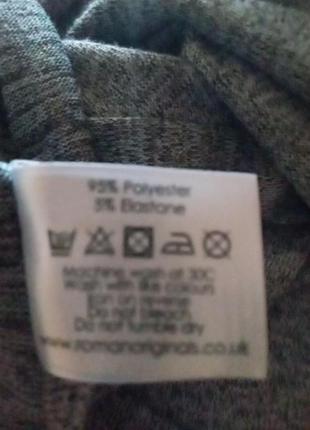 95% Polyester
5% Elastane
Machine wash at 30C
Wash with like colours
Iron on reverse
Do not bleach
Do not tumble dry
www.romanoriginals.co.uk